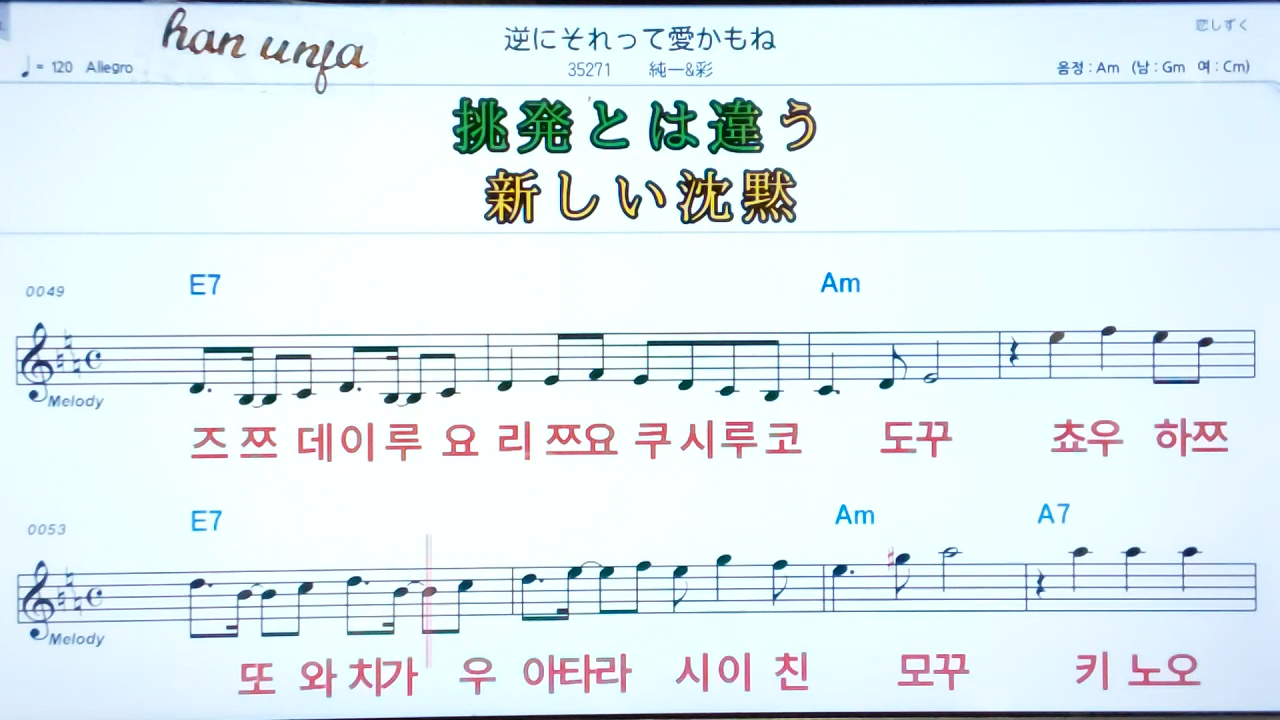 han unfa
逆にそれって愛かもね
恋しずく
♩ = 120 Allegro
35271 純一&彩
음정 : Am (남 : Gm 여 : Cm)
挑発とは違う
新しい沈黙
0049 E7 Am
Melody
즈 쯔 데이루 요 리 쯔요 쿠시루코 도꾸 쵸우 하쯔
0053 E7 Am A7
Melody
또 와 치가 우 아타라 시이 친 모꾸 키 노오